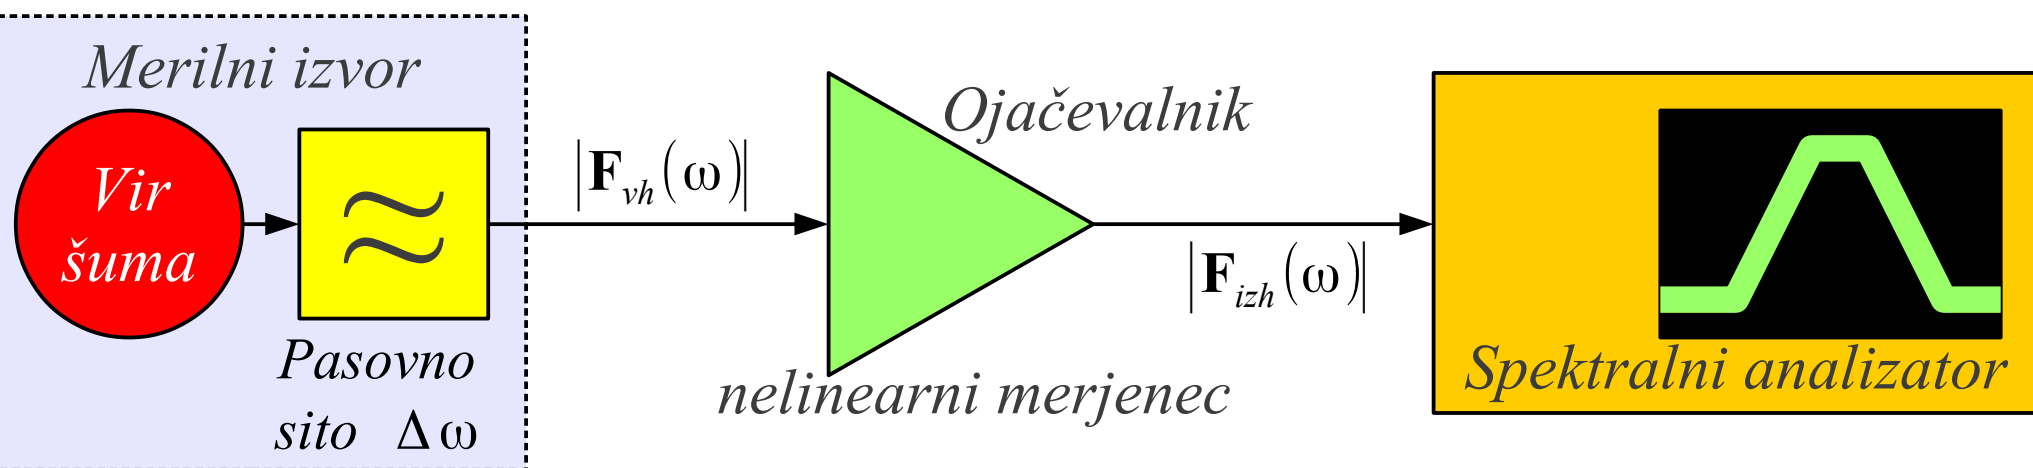 Merilni izvor
Vir
šuma
≈
Pasovno
sito Δω
|F_vh(ω)|
Ojačevalnik
nelinearni merjenec
|F_izh(ω)|
Spektralni analizator